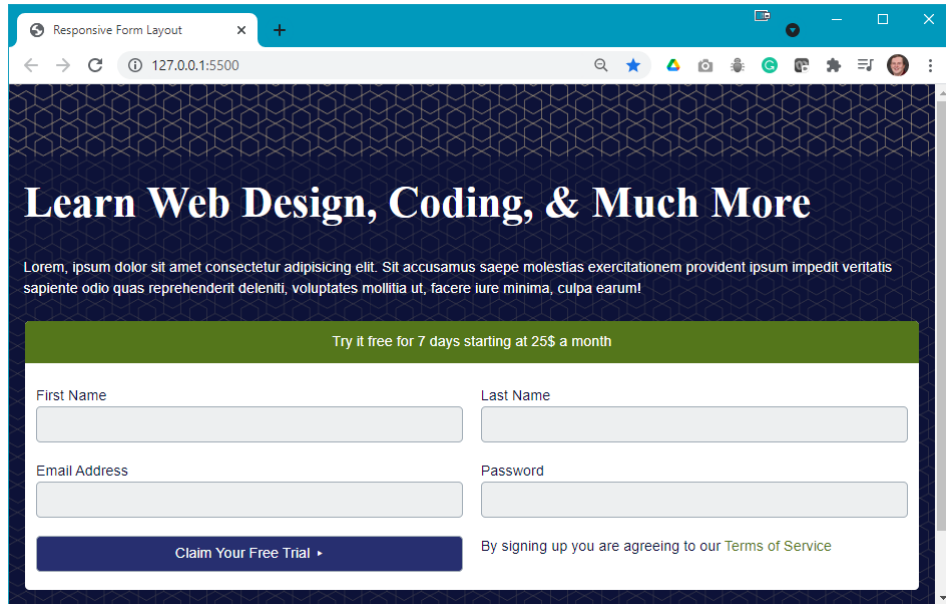 Responsive Form Layout
127.0.0.1:5500
Learn Web Design, Coding, & Much More
Lorem, ipsum dolor sit amet consectetur adipisicing elit. Sit accusamus saepe molestias exercitationem provident ipsum impedit veritatis
sapiente odio quas reprehenderit deleniti, voluptates mollitia ut, facere iure minima, culpa earum!
Try it free for 7 days starting at 25$ a month
First Name
Last Name
Email Address
Password
Claim Your Free Trial ‣
By signing up you are agreeing to our Terms of Service